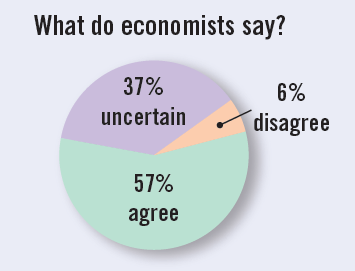 What do economists say?
37%
uncertain
6%
disagree
57%
agree